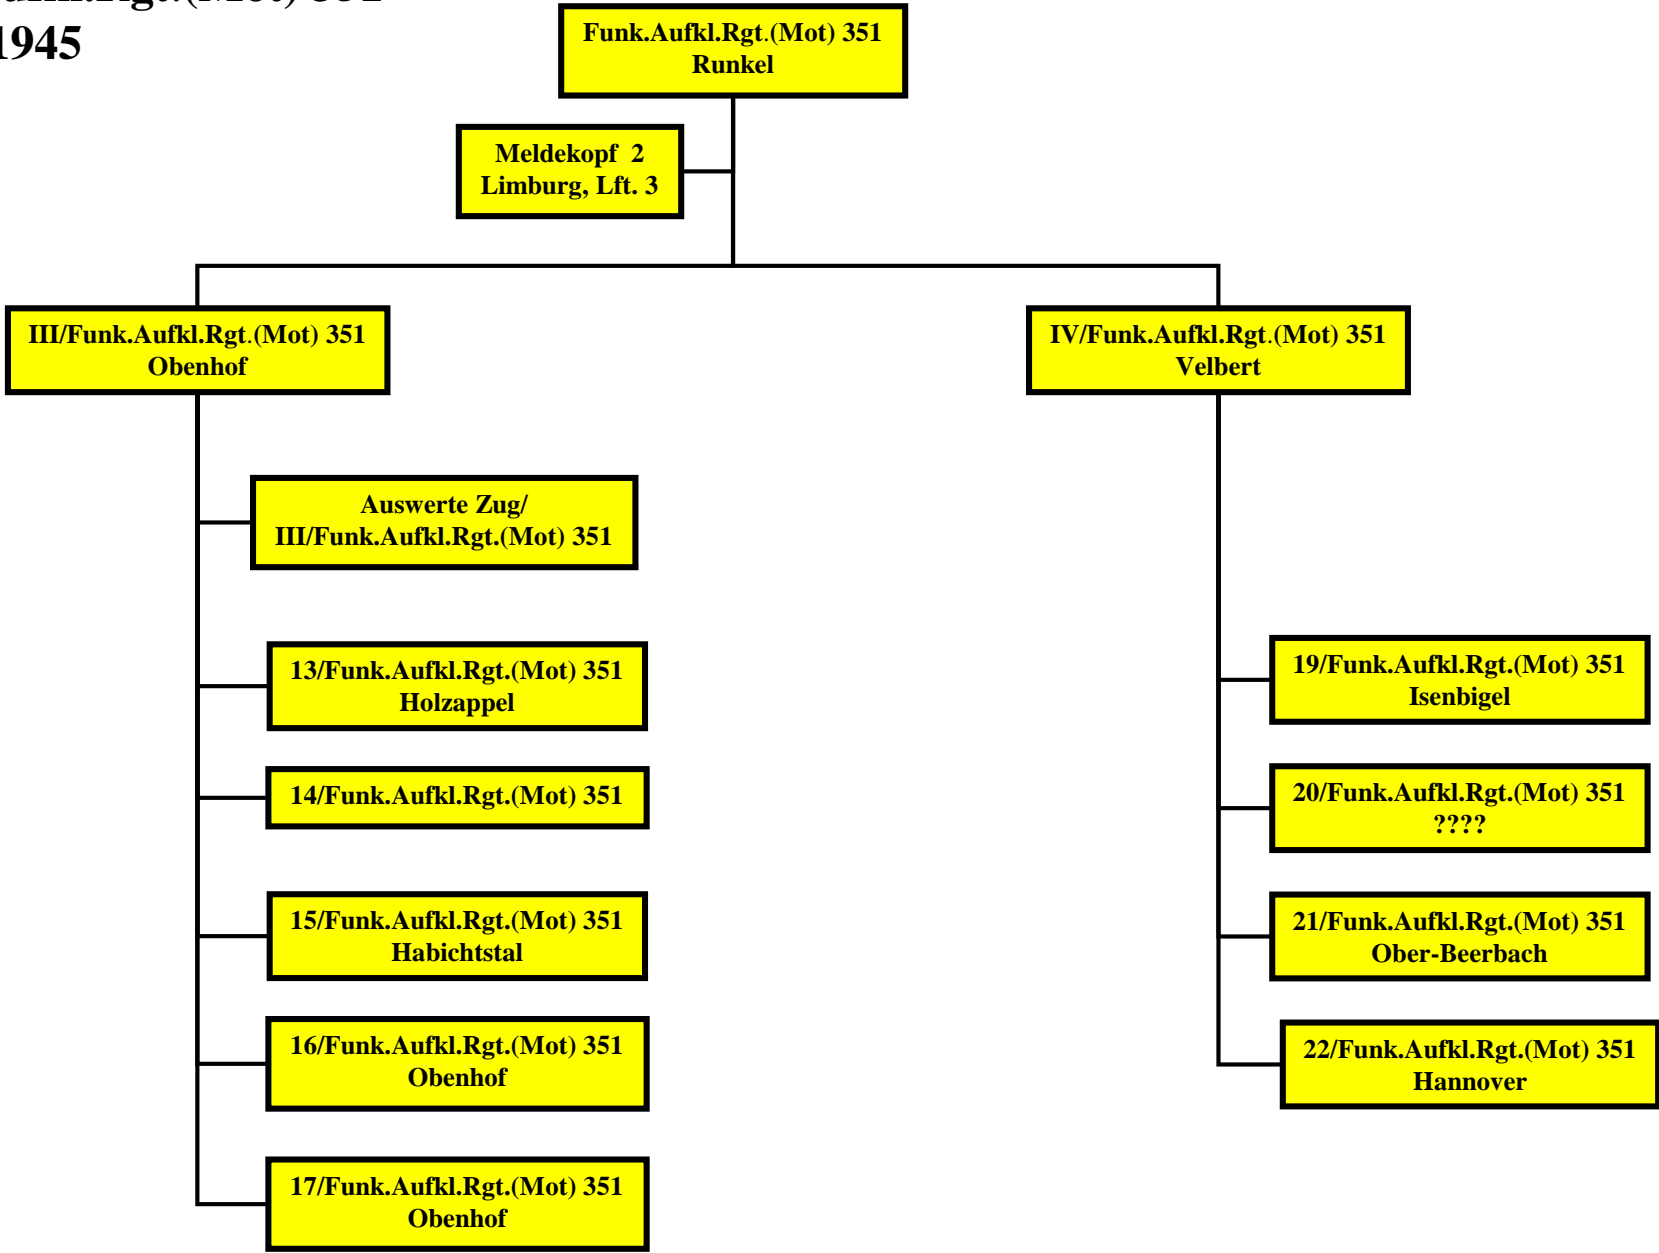 351
1945
Funk.Aufkl.Rgt.(Mot) 351
Runkel
Meldekopf 2
Limburg, Lft. 3
III/Funk.Aufkl.Rgt.(Mot) 351
Obenhof
IV/Funk.Aufkl.Rgt.(Mot) 351
Velbert
Auswerte Zug/
III/Funk.Aufkl.Rgt.(Mot) 351
13/Funk.Aufkl.Rgt.(Mot) 351
Holzappel
14/Funk.Aufkl.Rgt.(Mot) 351
15/Funk.Aufkl.Rgt.(Mot) 351
Habichtstal
16/Funk.Aufkl.Rgt.(Mot) 351
Obenhof
17/Funk.Aufkl.Rgt.(Mot) 351
Obenhof
19/Funk.Aufkl.Rgt.(Mot) 351
Isenbigel
20/Funk.Aufkl.Rgt.(Mot) 351
????
21/Funk.Aufkl.Rgt.(Mot) 351
Ober-Beerbach
22/Funk.Aufkl.Rgt.(Mot) 351
Hannover